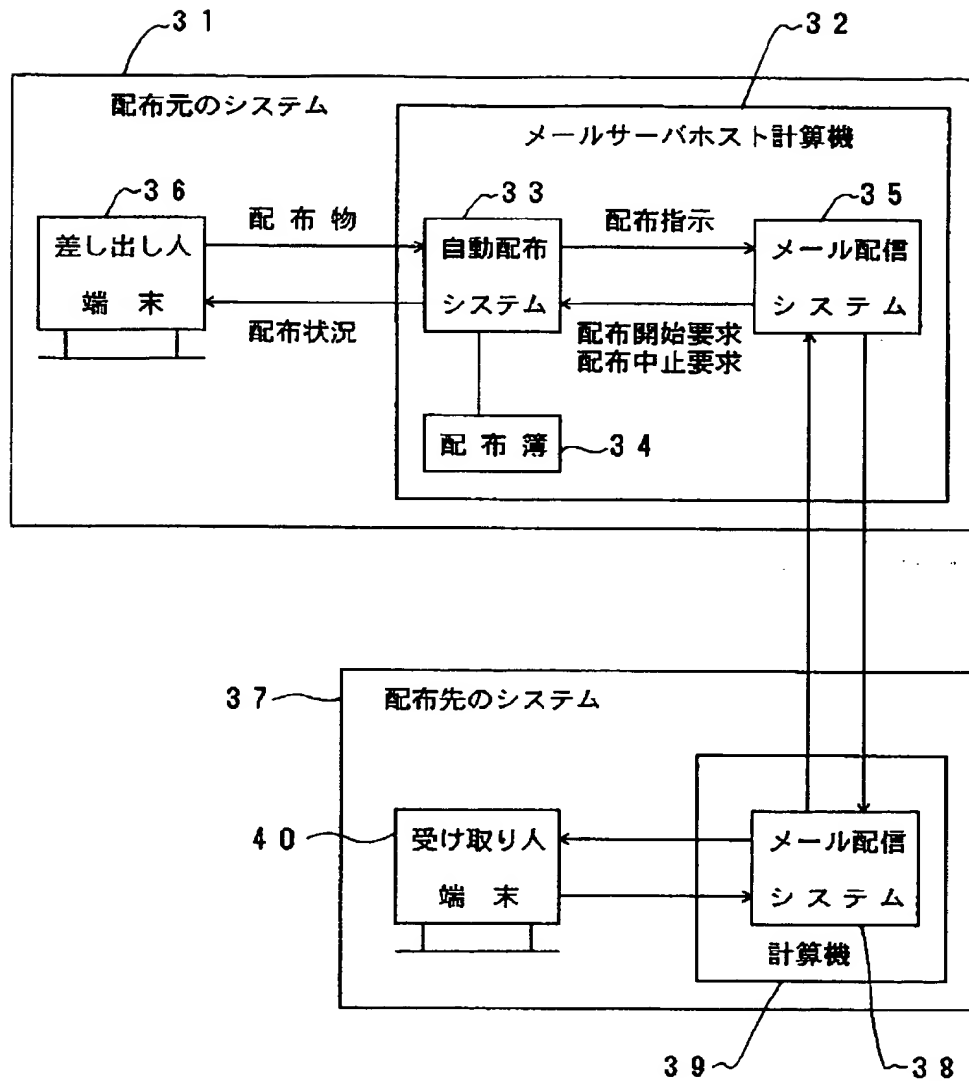 31
32
配布元のシステム
メールサーバホスト計算機
36
33
35
差し出し人
端末
配布物
配布状況
自動配布
システム
配布指示
配布開始要求
配布中止要求
メール配信
システム
配布簿
34
37
配布先のシステム
40
受け取り人
端末
メール配信
システム
計算機
39
38